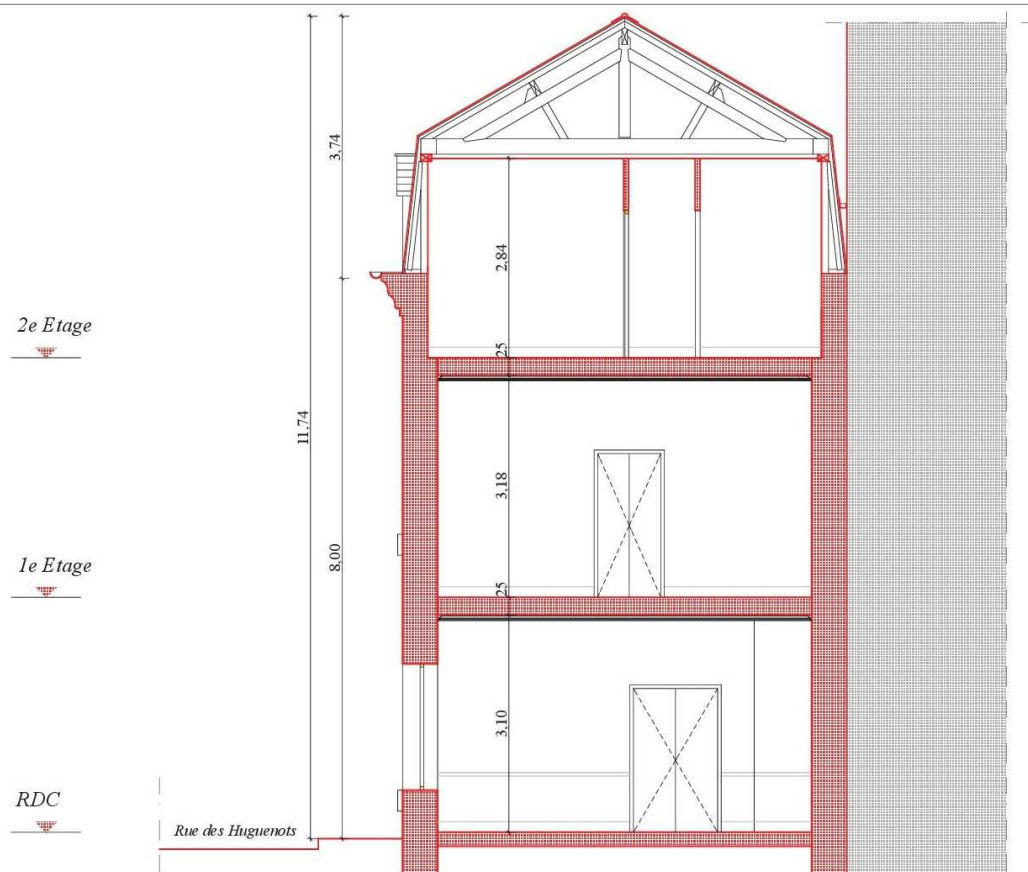 3,74
2,84
2e Etage
25
11,74
3,18
8,00
1e Etage
25
3,10
RDC
Rue des Huguenots